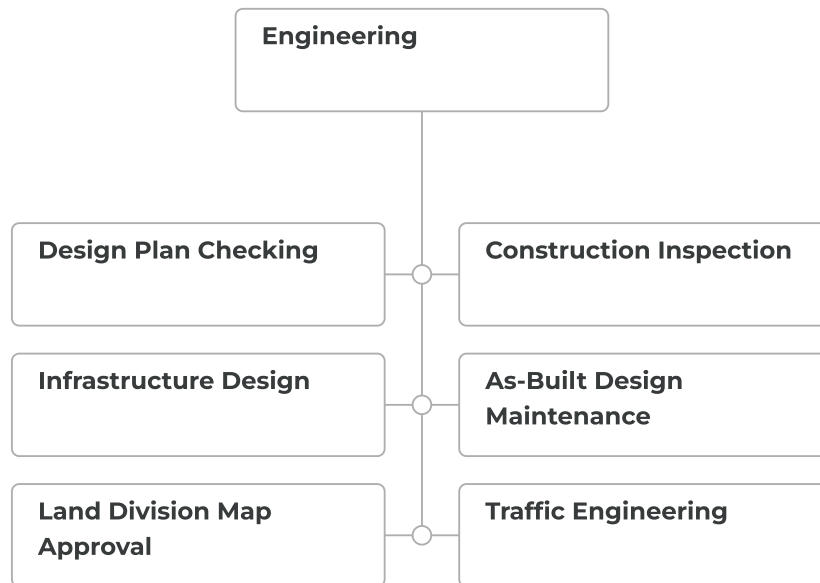 Engineering
Design Plan Checking
Construction Inspection
Infrastructure Design
As-Built Design
Maintenance
Land Division Map
Approval
Traffic Engineering